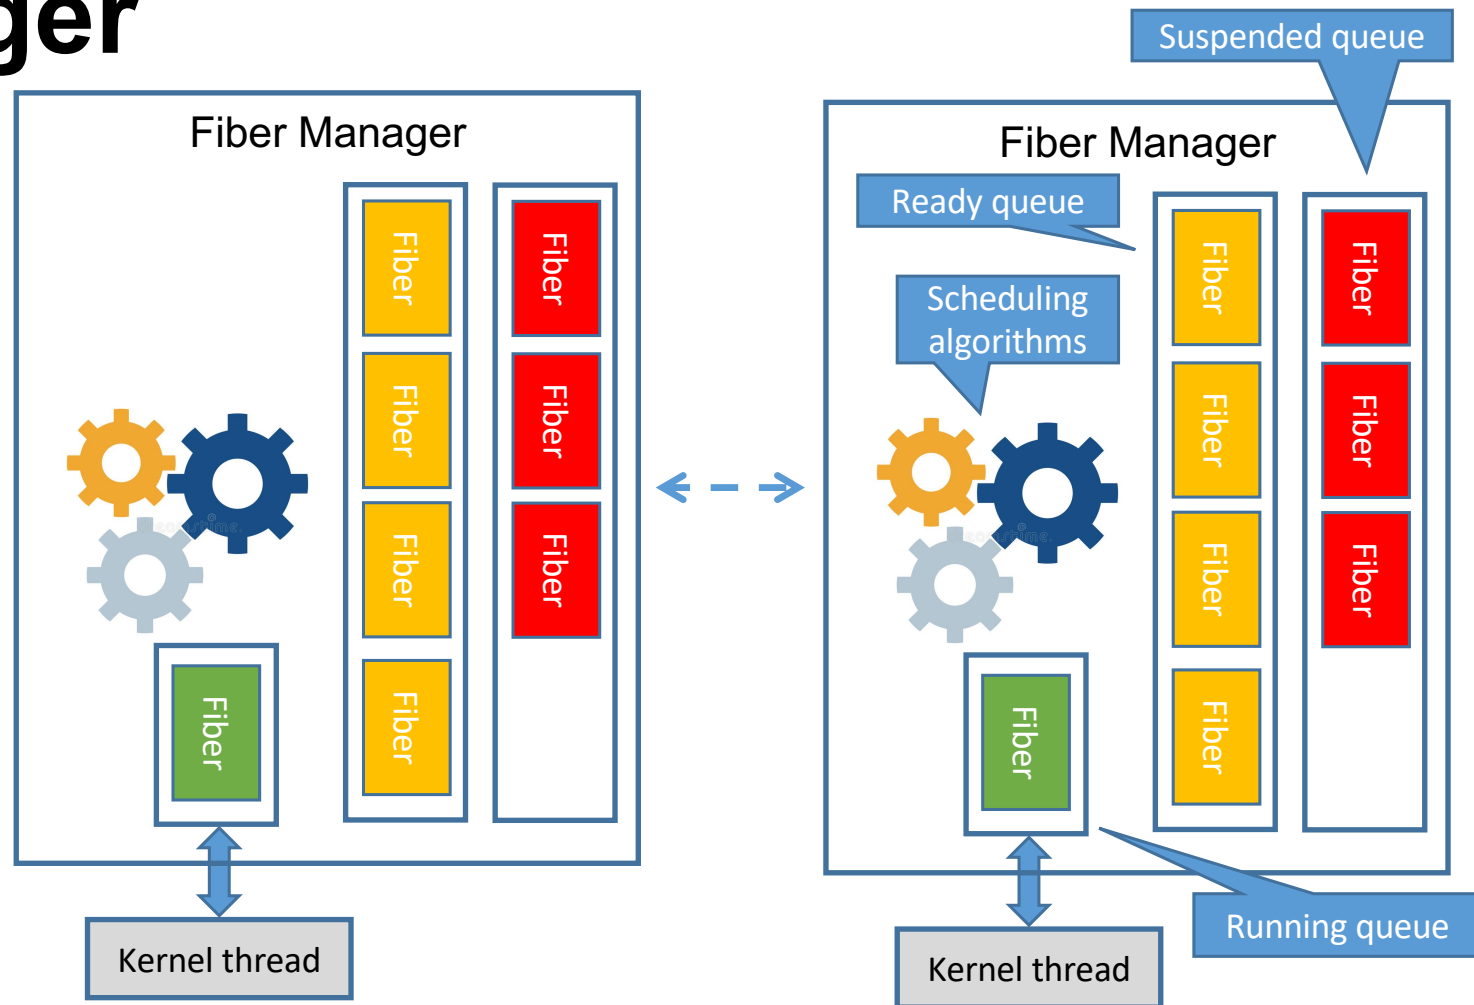 ger
Suspended queue
Fiber Manager
Fiber
Fiber
Fiber
Fiber
Fiber
Fiber
Fiber
Fiber
Kernel thread
Fiber Manager
Ready queue
Scheduling
algorithms
Fiber
Fiber
Fiber
Fiber
Fiber
Fiber
Fiber
Fiber
Running queue
Kernel thread